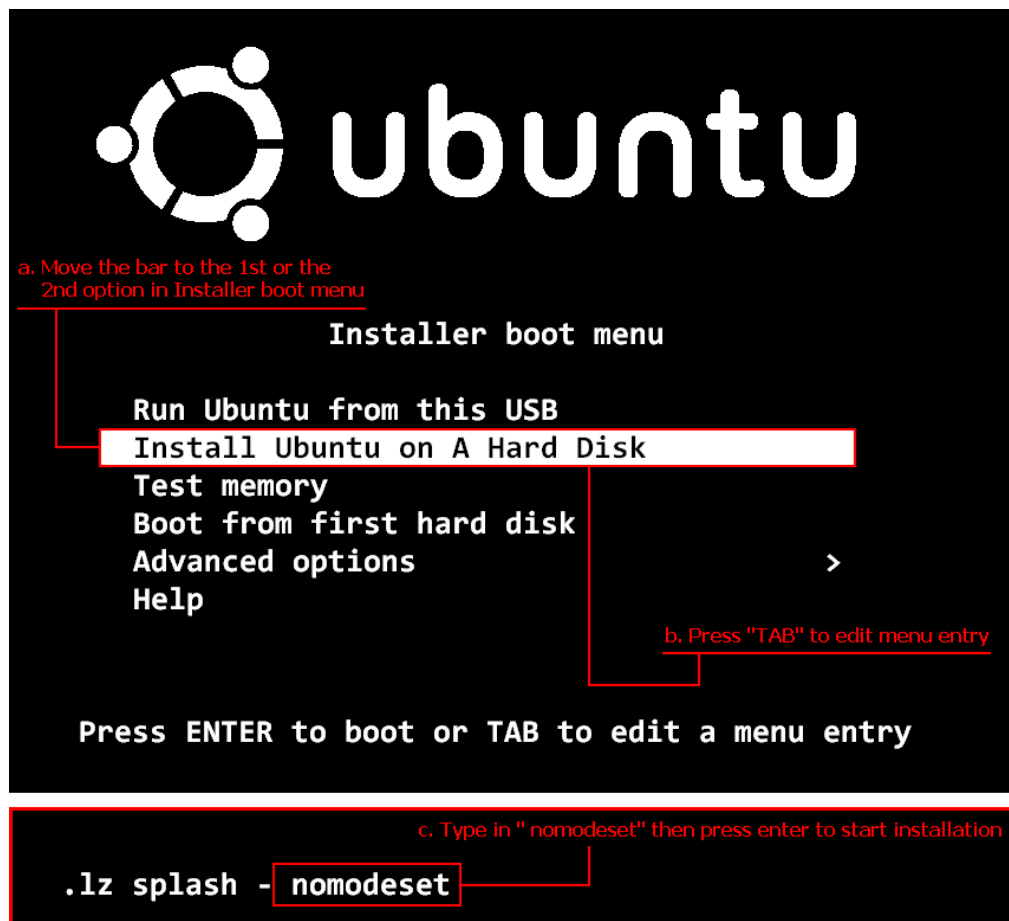 ubuntu
a. Move the bar to the 1st or the
2nd option in Installer boot menu
Installer boot menu
Run Ubuntu from this USB
Install Ubuntu on A Hard Disk
Test memory
Boot from first hard disk
Advanced options >
Help
b. Press "TAB" to edit menu entry
Press ENTER to boot or TAB to edit a menu entry
c. Type in " nomodeset" then press enter to start installation
.lz splash - nomodeset